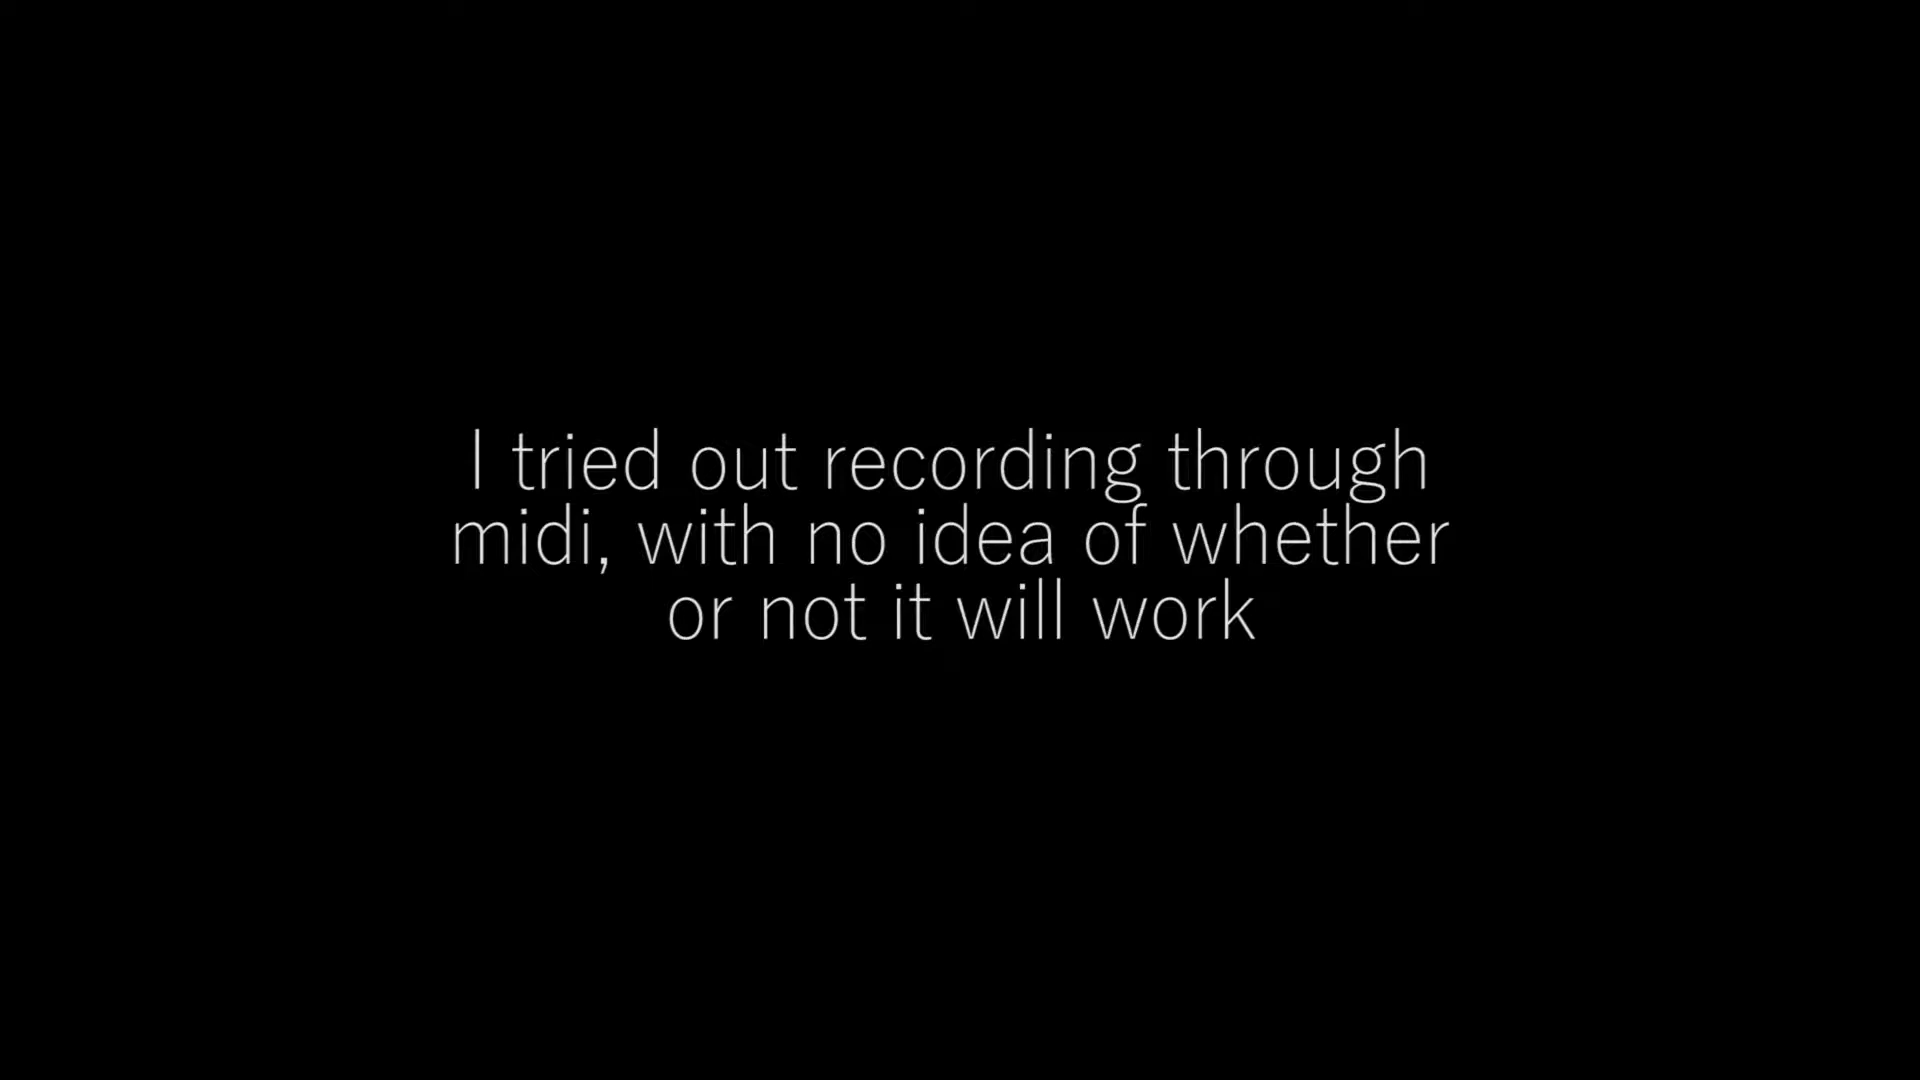 I tried out recording through
midi, with no idea of whether
or not it will work